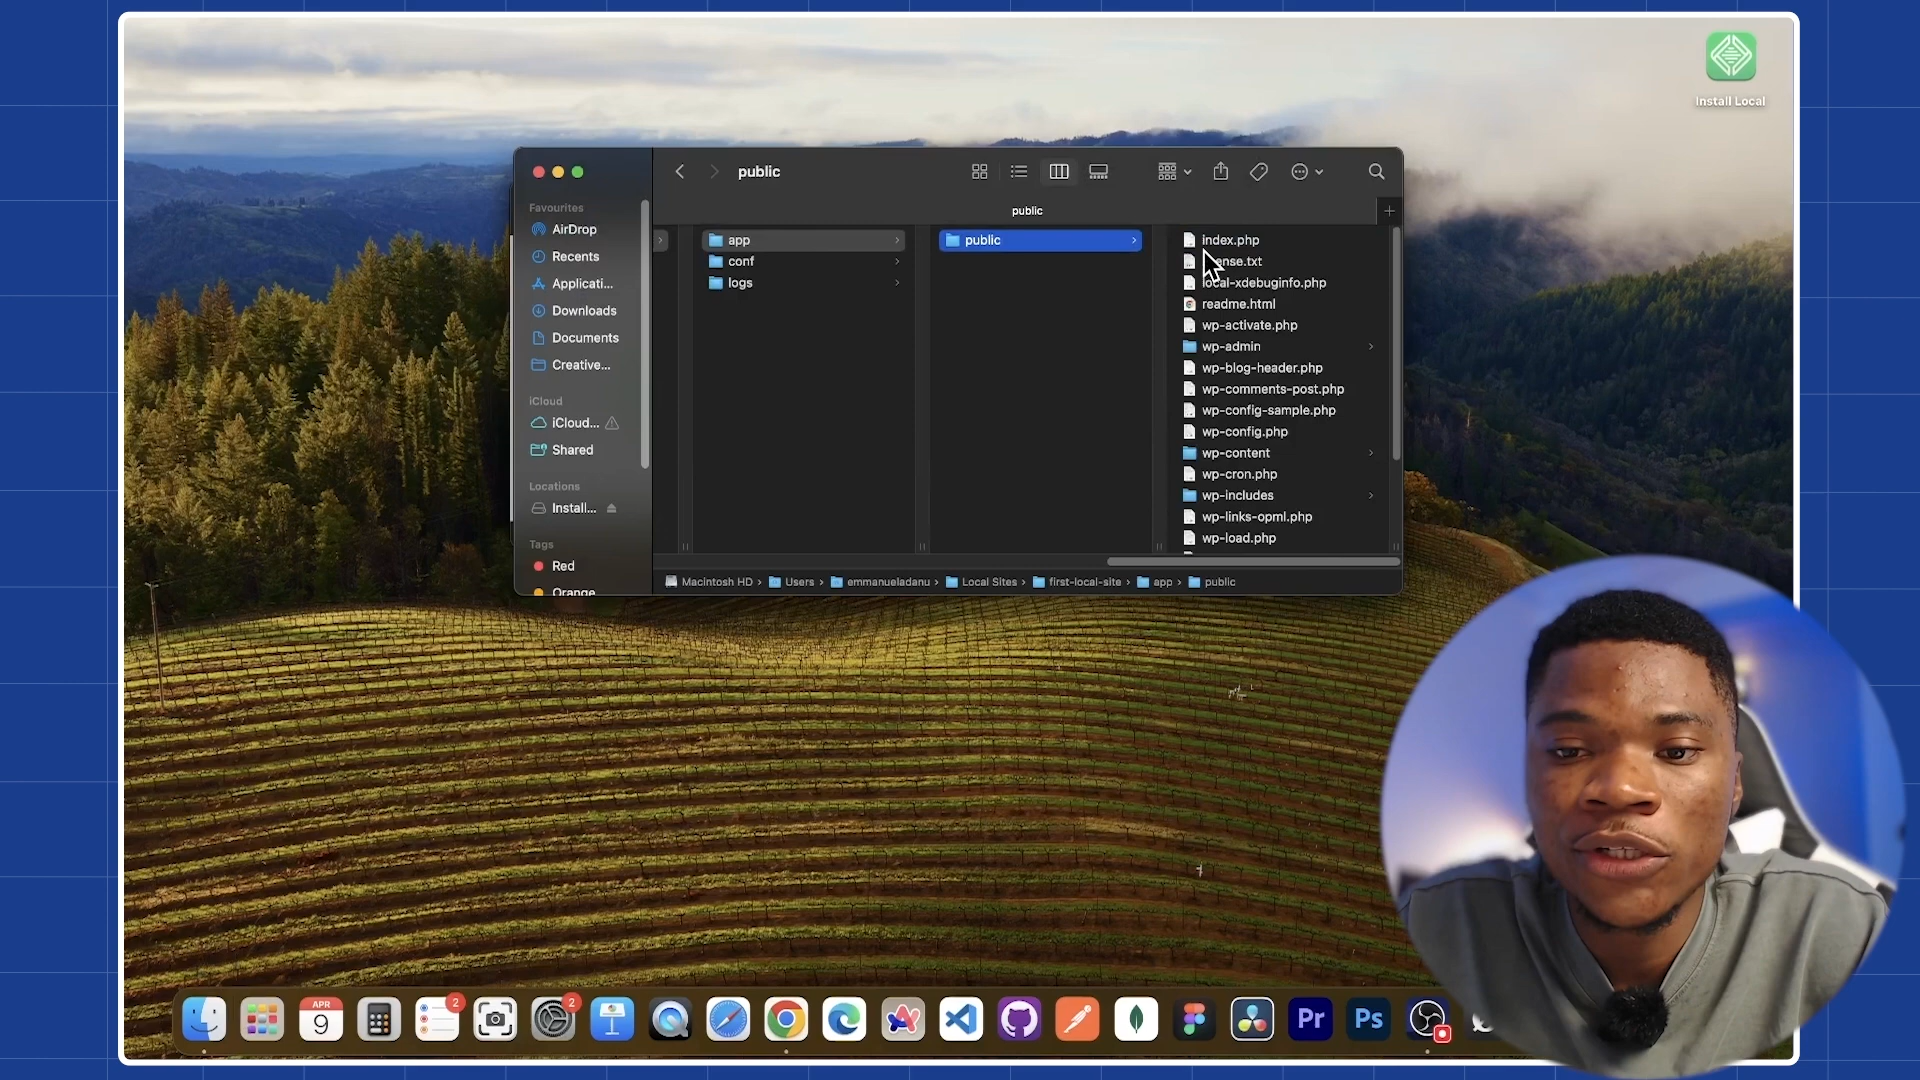 Install Local
public
public
Favourites
AirDrop
Recents
Applicati...
Downloads
Documents
Creative...
iCloud
iCloud...
Shared
Locations
Install...
Tags
Red
Orange
app
conf
logs
public
index.php
ense.txt
local-xdebuginfo.php
readme.html
wp-activate.php
wp-admin
wp-blog-header.php
wp-comments-post.php
wp-config-sample.php
wp-config.php
wp-content
wp-cron.php
wp-includes
wp-links-opml.php
wp-load.php
Macintosh HD › Users › emmanueladanu › Local Sites › first-local-site › app › public
APR
9
2
2
Pr
Ps